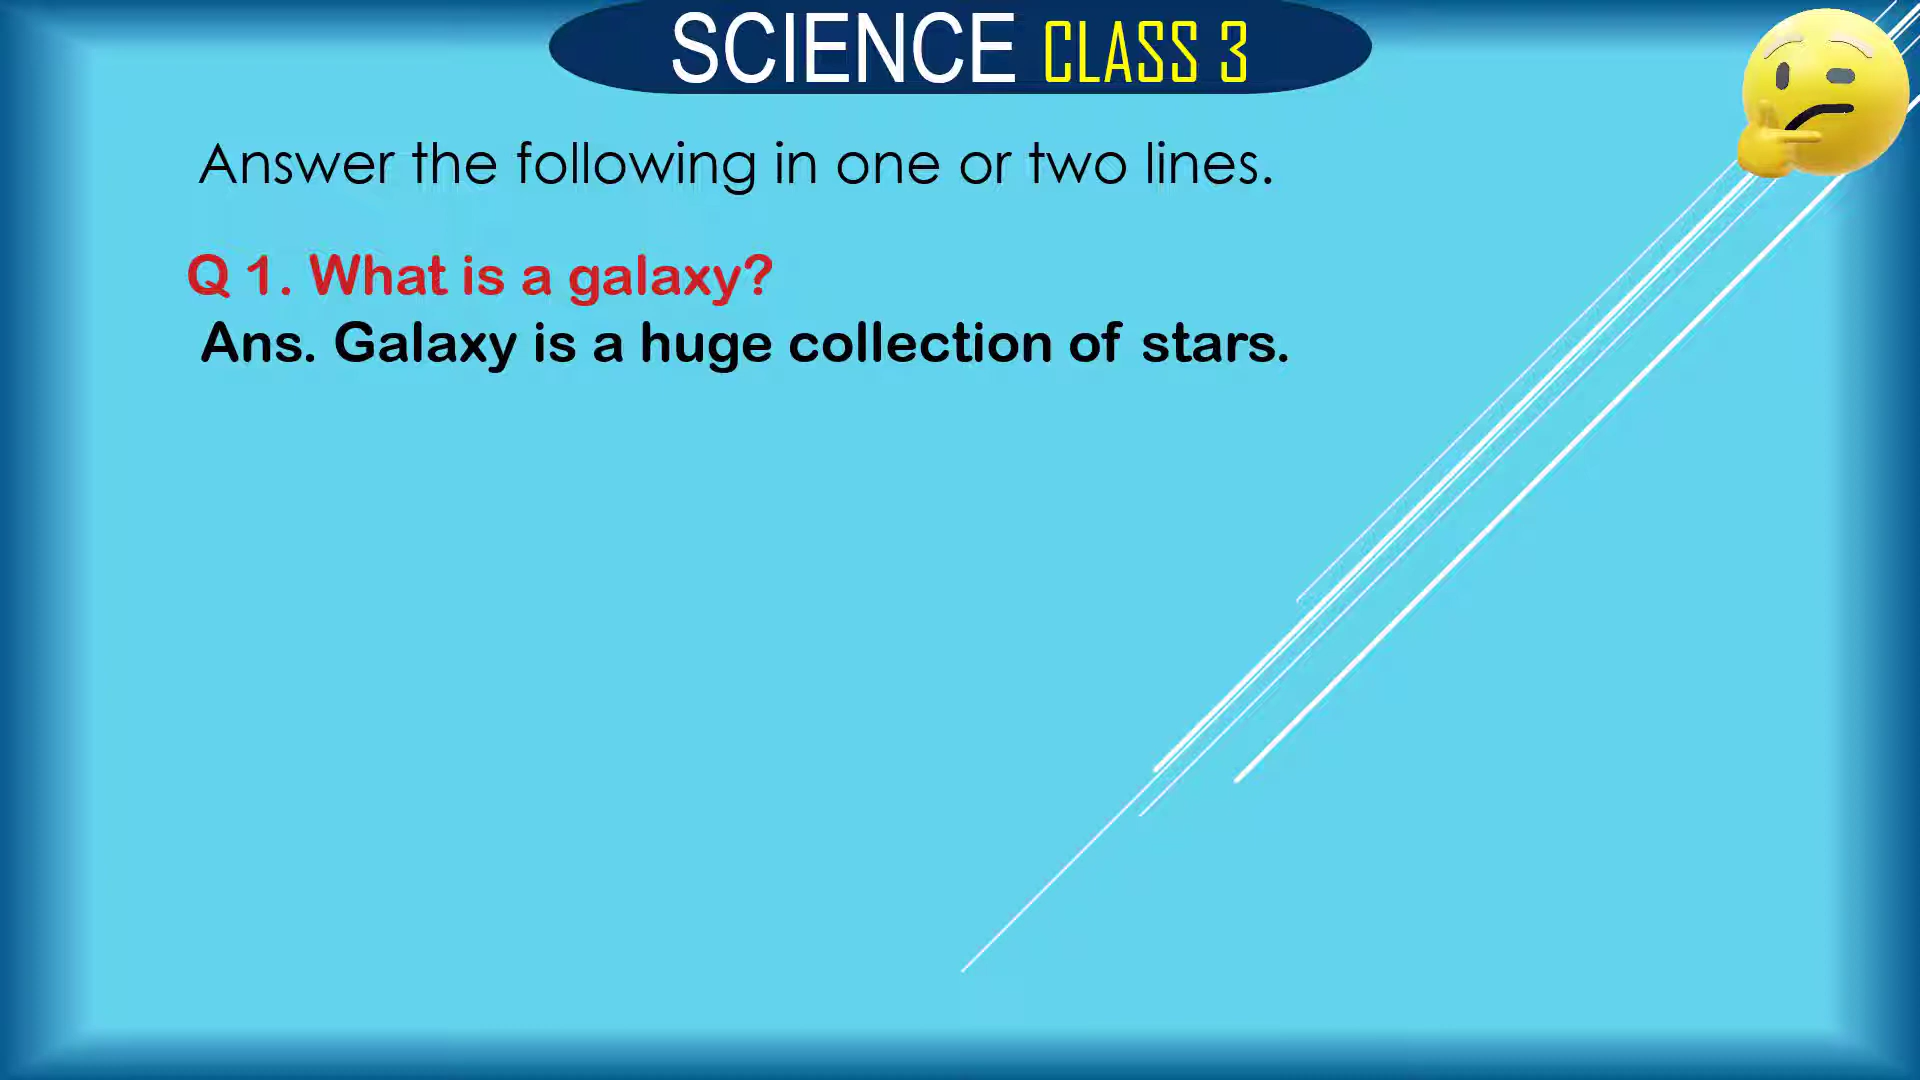 SCIENCE CLASS 3
Answer the following in one or two lines.
Q 1. What is a galaxy?
Ans. Galaxy is a huge collection of stars.